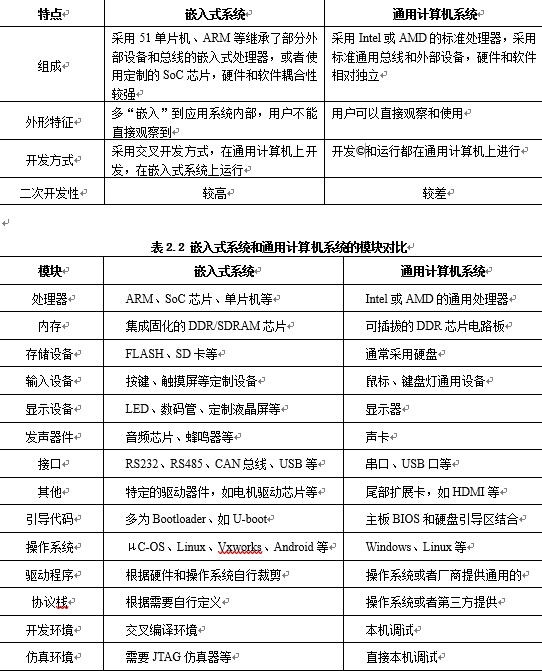 特点 嵌入式系统 通用计算机系统
组成 采用 51 单片机、ARM 等继承了部分外部设备和总线的嵌入式处理器，或者使用定制的 SoC 芯片，硬件和软件耦合性较强 采用 Intel 或 AMD 的标准处理器，采用标准通用总线和外部设备，硬件和软件相对独立
外形特征 多“嵌入”到应用系统内部，用户不能直接观察到 用户可以直接观察和使用
开发方式 采用交叉开发方式，在通用计算机上开发，在嵌入式系统上运行 开发©和运行都在通用计算机上进行
二次开发性 较高 较差
表 2.2 嵌入式系统和通用计算机系统的模块对比
模块 嵌入式系统 通用计算机系统
处理器 ARM、SoC 芯片、单片机等 Intel 或 AMD 的通用处理器
内存 集成固化的 DDR/SDRAM 芯片 可插拔的 DDR 芯片电路板
存储设备 FLASH、SD 卡等 通常采用硬盘
输入设备 按键、触摸屏等定制设备 鼠标、键盘灯通用设备
显示设备 LED、数码管、定制液晶屏等 显示器
发声器件 音频芯片、蜂鸣器等 声卡
接口 RS232、RS485、CAN 总线、USB 等 串口、USB 口等
其他 特定的驱动器件，如电机驱动芯片等 尾部扩展卡，如 HDMI 等
引导代码 多为 Bootloader、如 U-boot 主板 BIOS 和硬盘引导区结合
操作系统 μC-OS、Linux、Vxworks、Android 等 Windows、Linux 等
驱动程序 根据硬件和操作系统自行裁剪 操作系统或者厂商提供通用的
协议栈 根据需要自行定义 操作系统或者第三方提供
开发环境 交叉编译环境 本机调试
仿真环境 需要 JTAG 仿真器等 直接本机调试